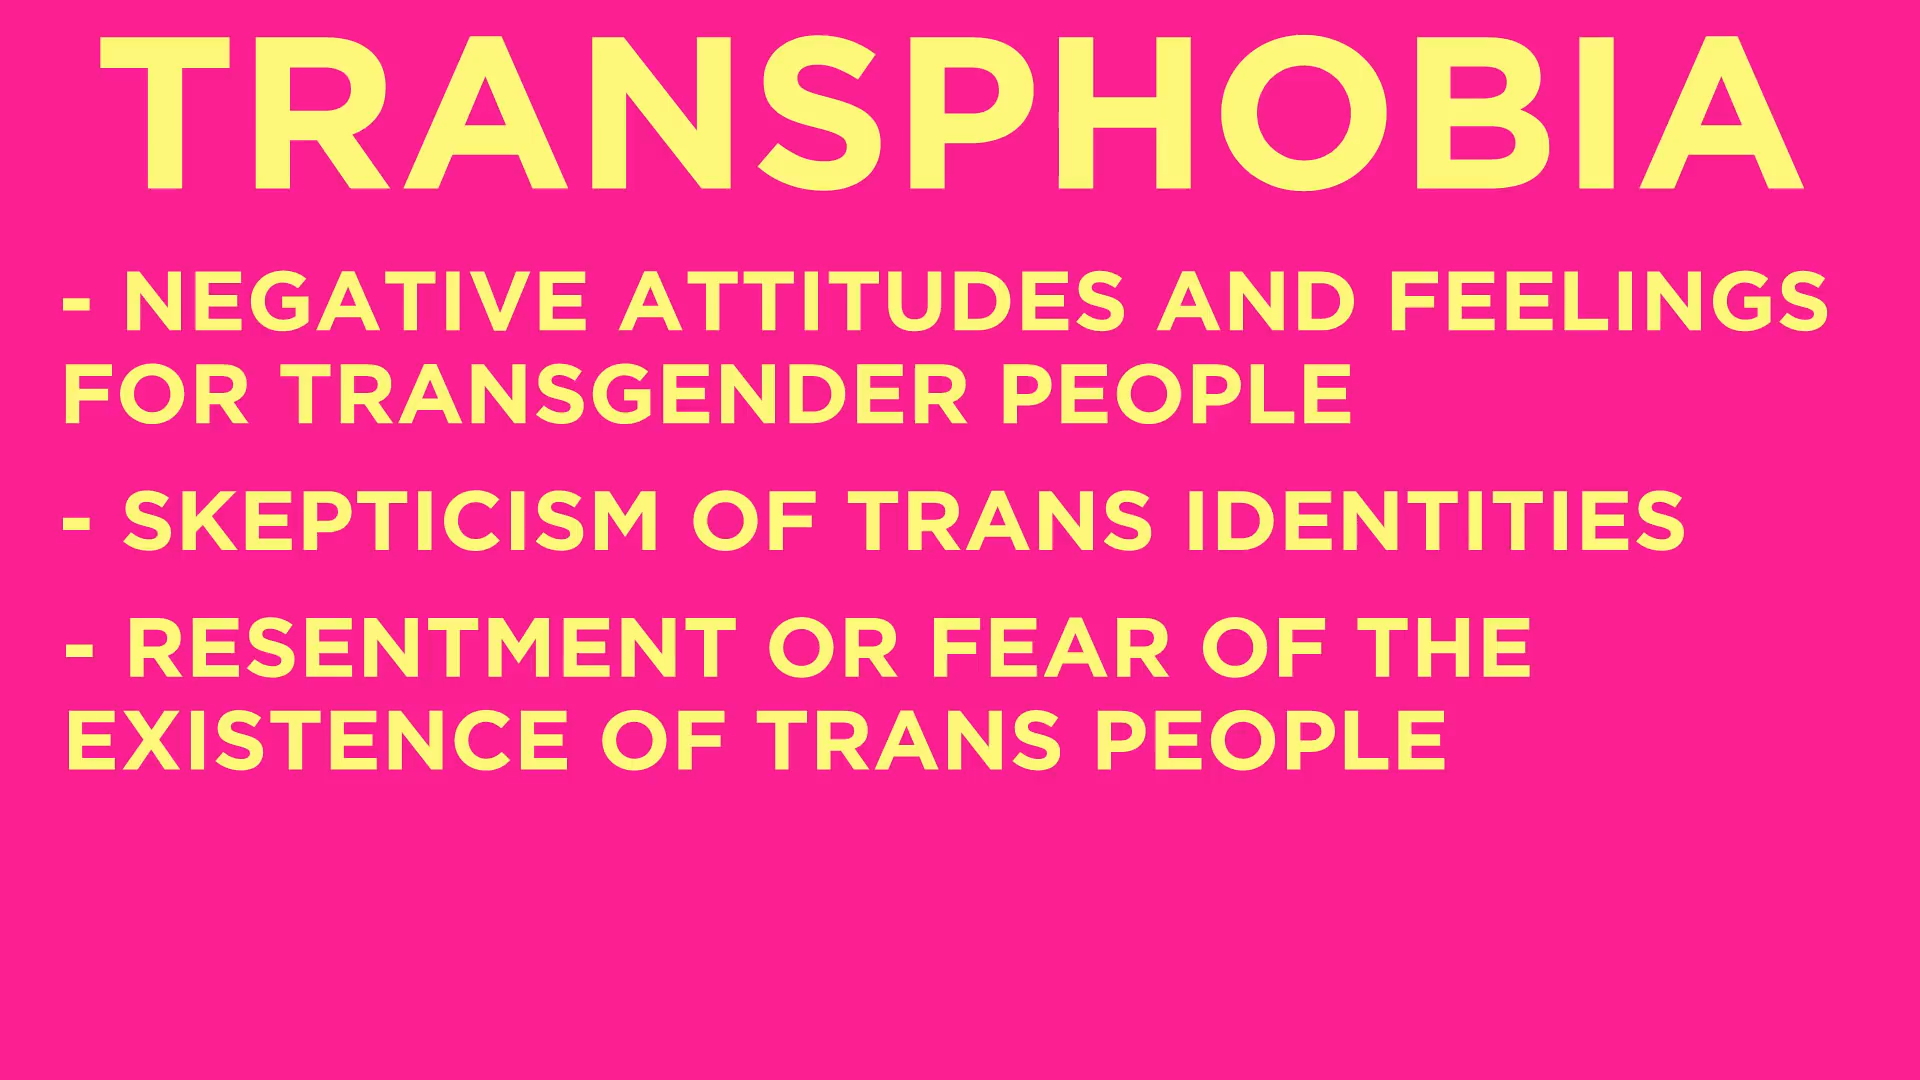 TRANSPHOBIA
- NEGATIVE ATTITUDES AND FEELINGS
FOR TRANSGENDER PEOPLE
- SKEPTICISM OF TRANS IDENTITIES
- RESENTMENT OR FEAR OF THE
EXISTENCE OF TRANS PEOPLE